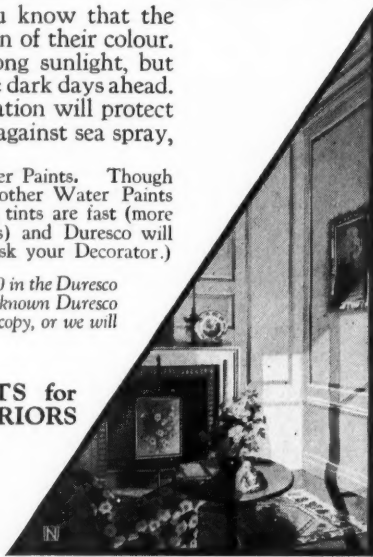 u know that the
n of their colour.
ong sunlight, but
e dark days ahead.
ation will protect
against sea spray,
er Paints. Though
other Water Paints
tints are fast (more
s) and Duresco will
sk your Decorator.)
0 in the Duresco
known Duresco
copy, or we will
TS for
RIORS
N